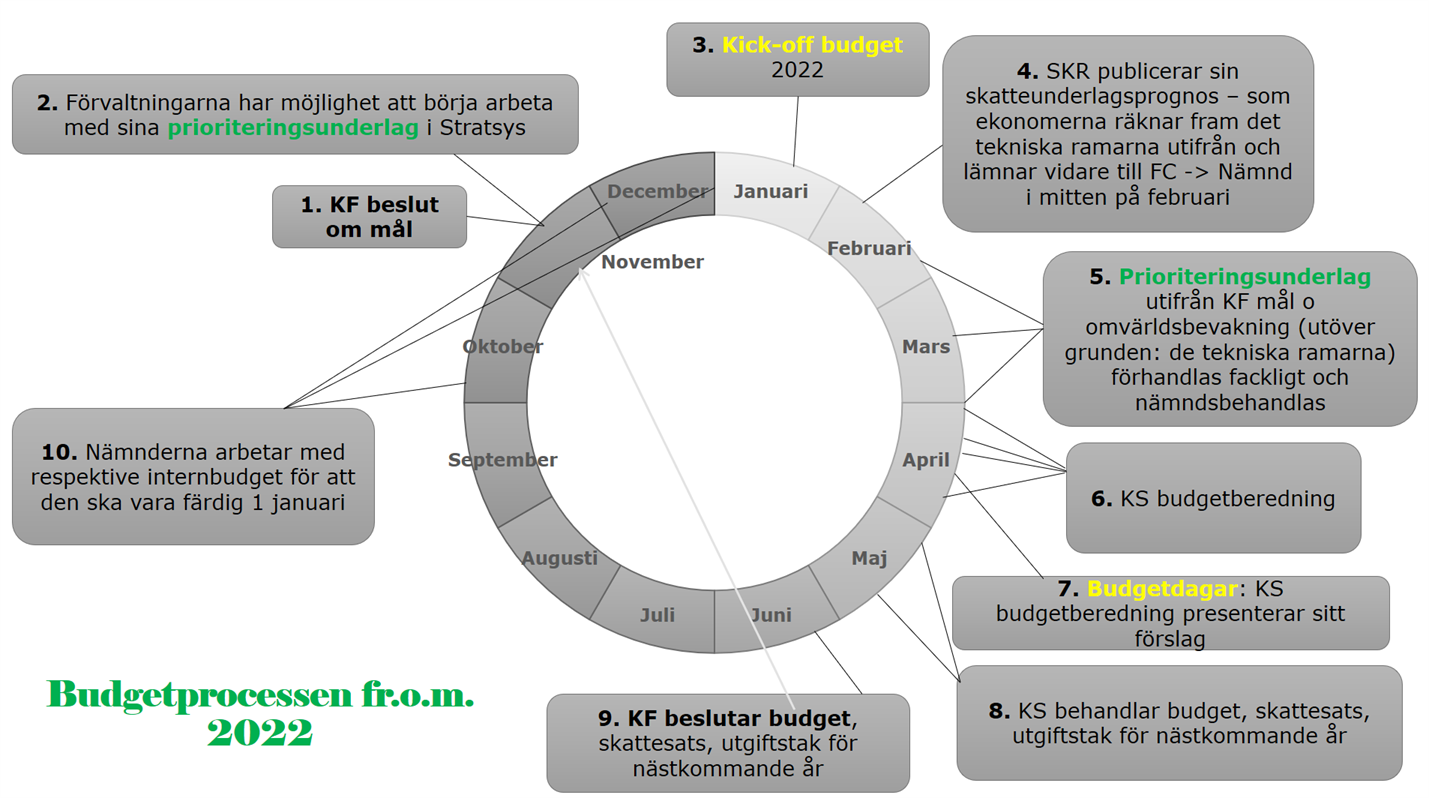 3. Kick-off budget
2022
4. SKR publicerar sin
skatteunderlagsprognos – som
ekonomerna räknar fram det
tekniska ramarna utifrån och
lämnar vidare till FC -> Nämnd
i mitten på februari
2. Förvaltningarna har möjlighet att börja arbeta
med sina prioriteringsunderlag i Stratsys
1. KF beslut
om mål
December
Januari
November
Februari
Oktober
Mars
September
April
Augusti
Maj
Juli
Juni
5. Prioriteringsunderlag
utifrån KF mål o
omvärldsbevakning (utöver
grunden: de tekniska ramarna)
förhandlas fackligt och
nämndsbehandlas
10. Nämnderna arbetar med
respektive internbudget för att
den ska vara färdig 1 januari
6. KS budgetberedning
7. Budgetdagar: KS
budgetberedning presenterar sitt
förslag
8. KS behandlar budget, skattesats,
utgiftstak för nästkommande år
9. KF beslutar budget,
skattesats, utgiftstak för
nästkommande år
Budgetprocessen fr.o.m.
2022